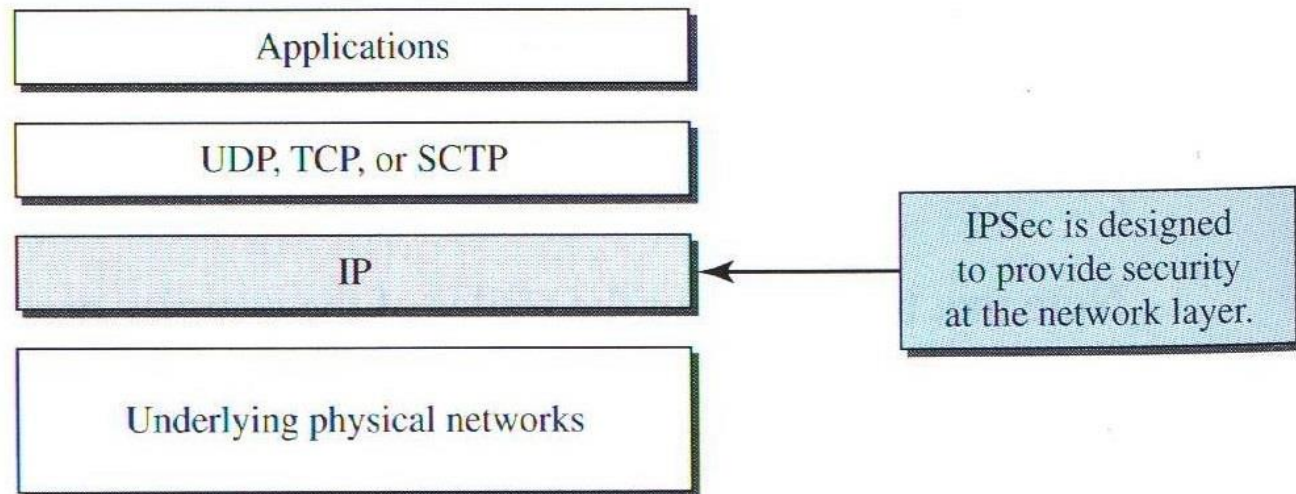 Applications
UDP, TCP, or SCTP
IP
Underlying physical networks
IPSec is designed
to provide security
at the network layer.